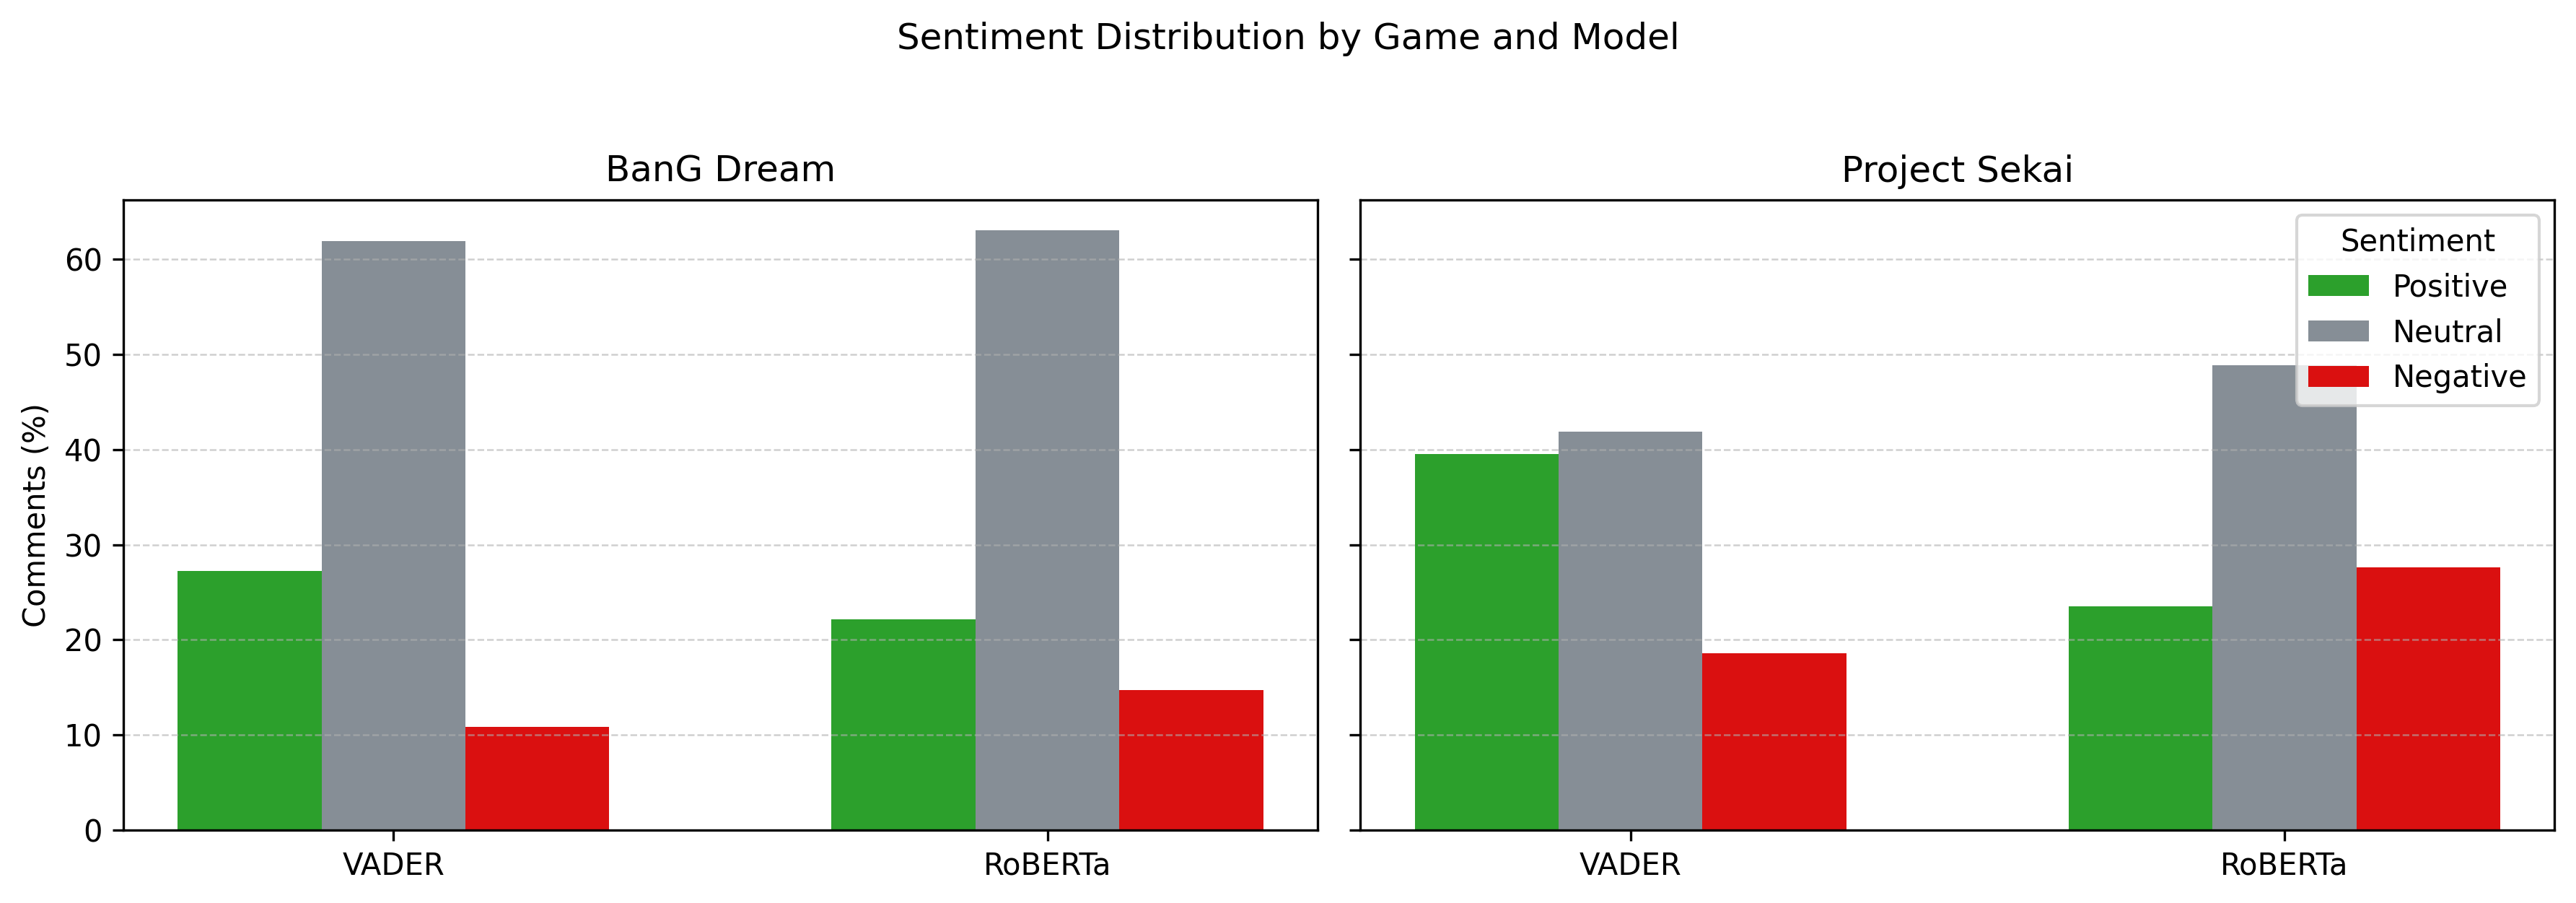 Sentiment Distribution by Game and Model
BanG Dream
Project Sekai
Comments (%)
60
50
40
30
20
10
0
VADER
RoBERTa
VADER
RoBERTa
Sentiment
Positive
Neutral
Negative